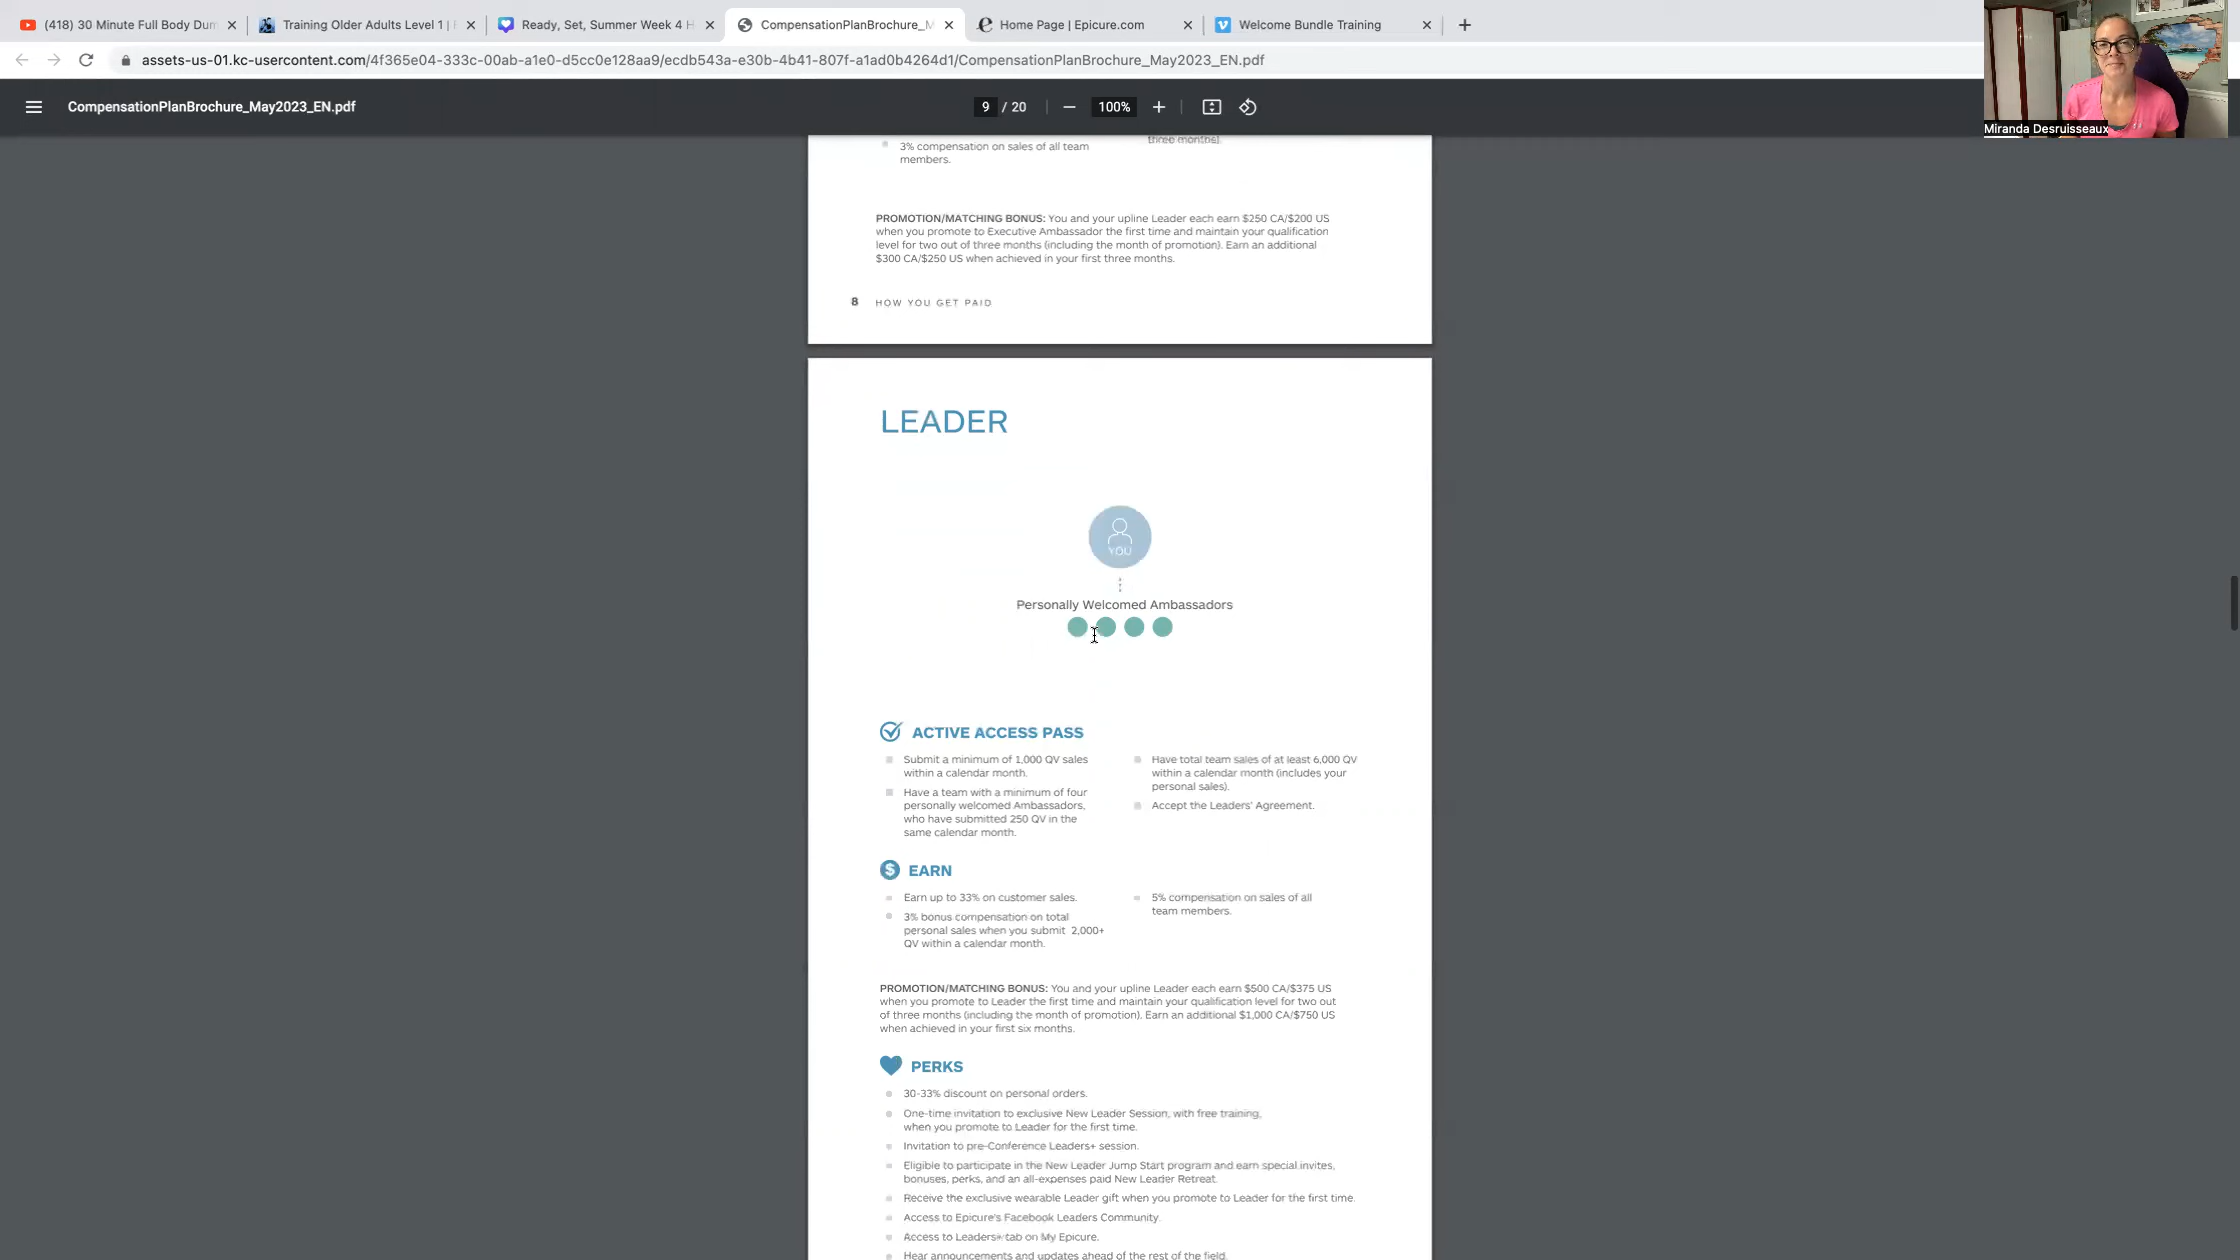 (418) 30 Minute Full Body Dum
Training Older Adults Level 1 |
Ready, Set, Summer Week 4 H
CompensationPlanBrochure_M
Home Page | Epicure.com
Welcome Bundle Training
assets-us-01.kc-usercontent.com/4f365e04-333c-00ab-a1e0-d5cc0e128aa9/ecdb543a-e30b-4b41-807f-a1ad0b4264d1/CompensationPlanBrochure_May2023_EN.pdf
CompensationPlanBrochure_May2023_EN.pdf
9 / 20
100%
Miranda Desruisseaux
three months).
3% compensation on sales of all team
members.
PROMOTION/MATCHING BONUS: You and your upline Leader each earn $250 CA/$200 US
when you promote to Executive Ambassador the first time and maintain your qualification
level for two out of three months (including the month of promotion). Earn an additional
$300 CA/$250 US when achieved in your first three months.
8 HOW YOU GET PAID
LEADER
YOU
Personally Welcomed Ambassadors
ACTIVE ACCESS PASS
Submit a minimum of 1,000 QV sales
within a calendar month.
Have a team with a minimum of four
personally welcomed Ambassadors,
who have submitted 250 QV in the
same calendar month.
Have total team sales of at least 6,000 QV
within a calendar month (includes your
personal sales).
Accept the Leaders' Agreement.
EARN
Earn up to 33% on customer sales.
3% bonus compensation on total
personal sales when you submit 2,000+
QV within a calendar month.
5% compensation on sales of all
team members.
PROMOTION/MATCHING BONUS: You and your upline Leader each earn $500 CA/$375 US
when you promote to Leader the first time and maintain your qualification level for two out
of three months (including the month of promotion). Earn an additional $1,000 CA/$750 US
when achieved in your first six months.
PERKS
30-33% discount on personal orders.
One-time invitation to exclusive New Leader Session, with free training,
when you promote to Leader for the first time.
Invitation to pre-Conference Leaders+ session.
Eligible to participate in the New Leader Jump Start program and earn special invites,
bonuses, perks, and an all-expenses paid New Leader Retreat.
Receive the exclusive wearable Leader gift when you promote to Leader for the first time.
Access to Epicure's Facebook Leaders Community.
Access to Leaders+ tab on My Epicure.
Hear announcements and updates ahead of the rest of the field.